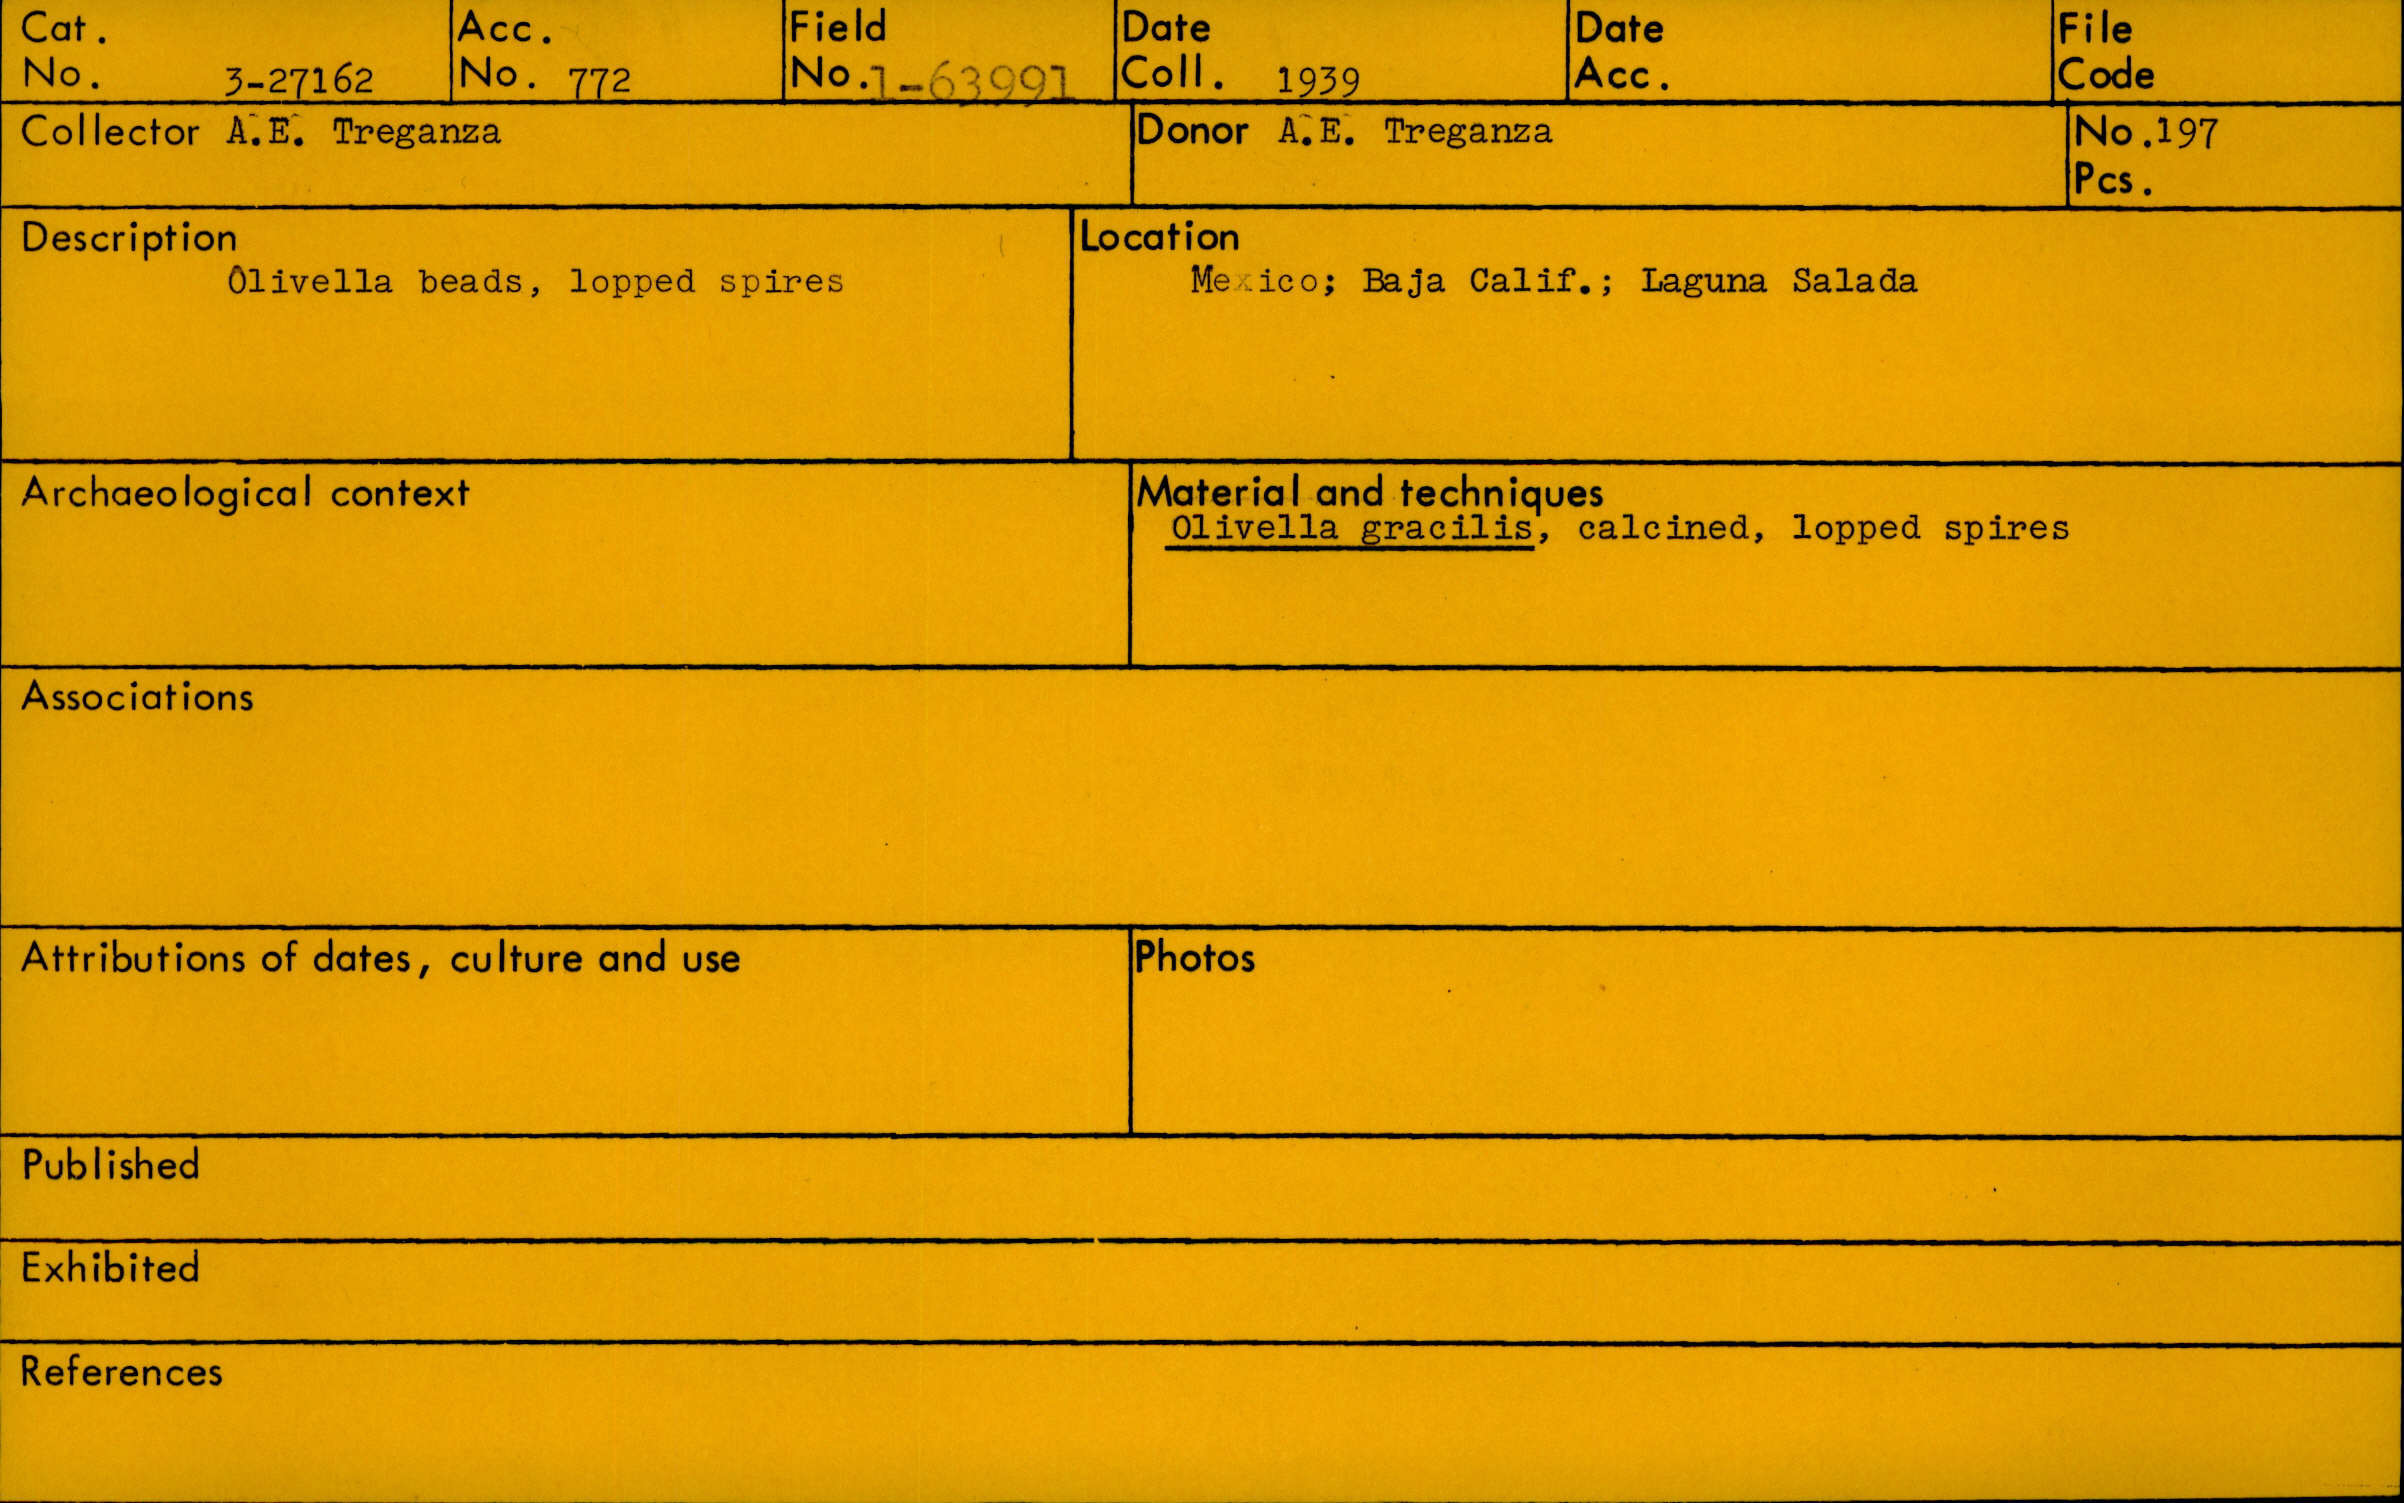 Cat. No. 3-27162
Acc. No. 772
Field No. 1-63991
Date Coll. 1939
Date Acc.
File Code
Collector A.E. Treganza
Donor A.E. Treganza
No. 197
Pcs.
Description
Olivella beads, lopped spires
Location
Mexico; Baja Calif.; Laguna Salada
Archaeological context
Material and techniques
Olivella gracilis, calcined, lopped spires
Associations
Attributions of dates, culture and use
Photos
Published
Exhibited
References